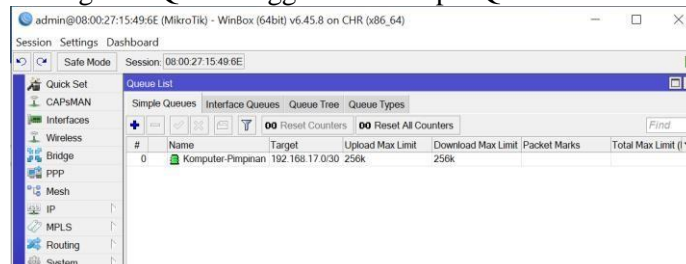 admin@08:00:27:15:49:6E (MikroTik) - WinBox (64bit) v6.45.8 on CHR (x86_64)
Session Settings Dashboard
Safe Mode Session: 08:00:27:15:49:6E
Quick Set
CAPsMAN
Interfaces
Wireless
Bridge
PPP
Mesh
IP
MPLS
Routing
System
Queue List
Simple Queues Interface Queues Queue Tree Queue Types
00 Reset Counters 00 Reset All Counters Find
# Name Target Upload Max Limit Download Max Limit Packet Marks Total Max Limit (
0 Komputer-Pimpinan 192.168.17.0/30 256k 256k